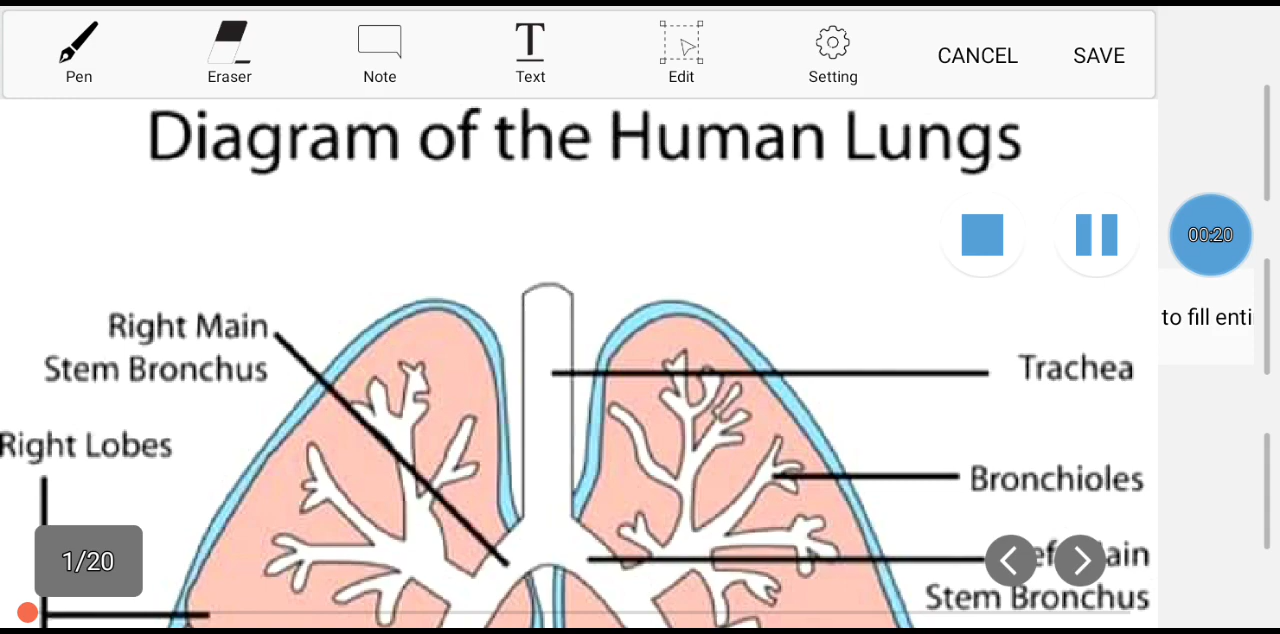 Pen
Eraser
Note
Text
Edit
Setting
CANCEL
SAVE
Diagram of the Human Lungs
00:20
to fill enti
Right Main
Stem Bronchus
Trachea
Right Lobes
Bronchioles
1/20
ain
Stem Bronchus